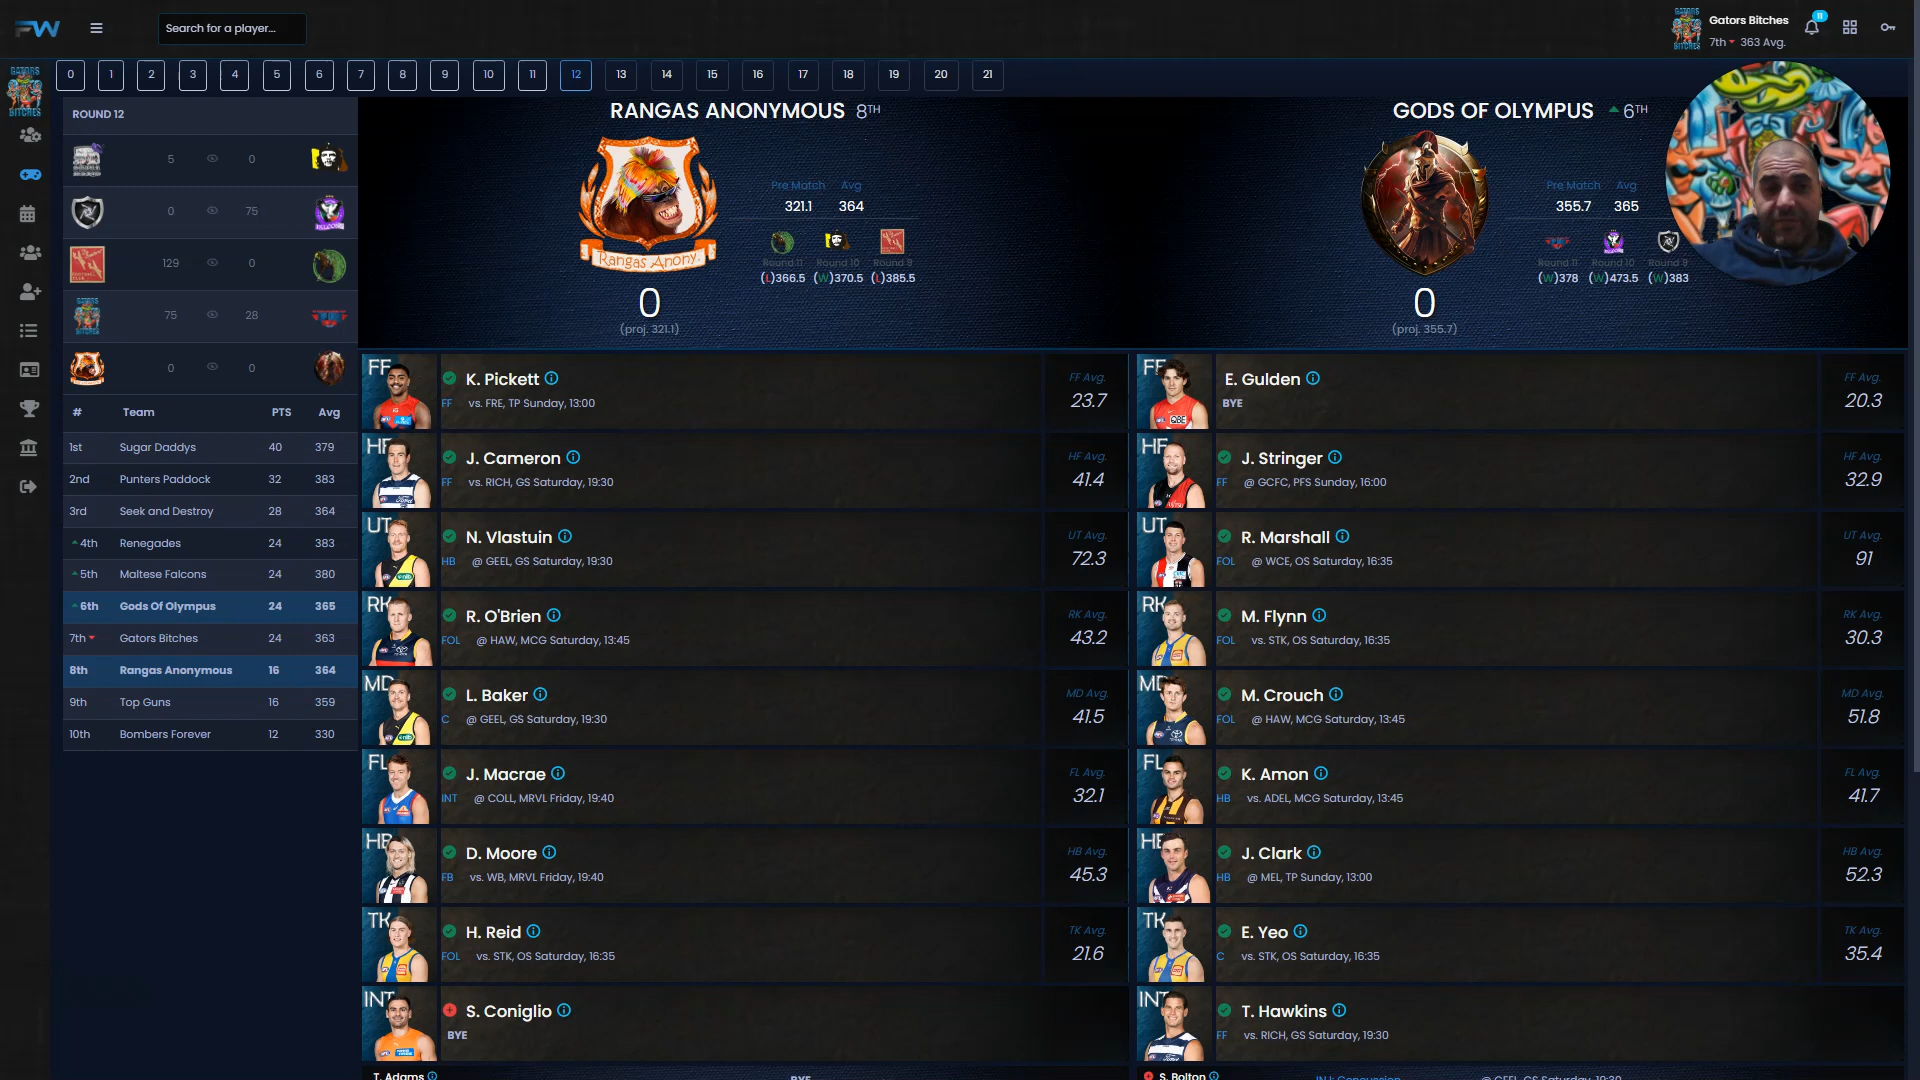 FW
Search for a player...
Gators Bitches
7th 363 Avg.
11
0 1 2 3 4 5 6 7 8 9 10 11 12 13 14 15 16 17 18 19 20 21
GATORS
BITCHES
ROUND 12
5 0
0 75
129 0
75 28
0 0
# Team PTS Avg
1st Sugar Daddys 40 379
2nd Punters Paddock 32 383
3rd Seek and Destroy 28 364
4th Renegades 24 383
5th Maltese Falcons 24 380
6th Gods Of Olympus 24 365
7th Gators Bitches 24 363
8th Rangas Anonymous 16 364
9th Top Guns 16 359
10th Bombers Forever 12 330
RANGAS ANONYMOUS 8TH
Rangas Anony.
Pre Match Avg
321.1 364
Round 11 Round 10 Round 9
(L)366.5 (W)370.5 (L)385.5
0
(proj. 321.1)
GODS OF OLYMPUS 6TH
Pre Match Avg
355.7 365
Round 11 Round 10 Round 9
(W)378 (W)473.5 (W)383
0
(proj. 355.7)
FF K. Pickett FF Avg.
FF vs. FRE, TP Sunday, 13:00 23.7
HF J. Cameron HF Avg.
FF vs. RICH, GS Saturday, 19:30 41.4
UT N. Vlastuin UT Avg.
HB @ GEEL, GS Saturday, 19:30 72.3
RK R. O'Brien RK Avg.
FOL @ HAW, MCG Saturday, 13:45 43.2
MD L. Baker MD Avg.
C @ GEEL, GS Saturday, 19:30 41.5
FL J. Macrae FL Avg.
INT @ COLL, MRVL Friday, 19:40 32.1
HB D. Moore HB Avg.
FB vs. WB, MRVL Friday, 19:40 45.3
TK H. Reid TK Avg.
FOL vs. STK, OS Saturday, 16:35 21.6
INT S. Coniglio
BYE
T. Adams BYE
FF E. Gulden FF Avg.
BYE 20.3
HF J. Stringer HF Avg.
FF @ GCFC, PFS Sunday, 16:00 32.9
UT R. Marshall UT Avg.
FOL @ WCE, OS Saturday, 16:35 91
RK M. Flynn RK Avg.
FOL vs. STK, OS Saturday, 16:35 30.3
MD M. Crouch MD Avg.
FOL @ HAW, MCG Saturday, 13:45 51.8
FL K. Amon FL Avg.
HB vs. ADEL, MCG Saturday, 13:45 41.7
HB J. Clark HB Avg.
HB @ MEL, TP Sunday, 13:00 52.3
TK E. Yeo TK Avg.
C vs. STK, OS Saturday, 16:35 35.4
INT T. Hawkins
FF vs. RICH, GS Saturday, 19:30
S. Bolton INJ: Concussion @ GEEL, GS Saturday, 19:30